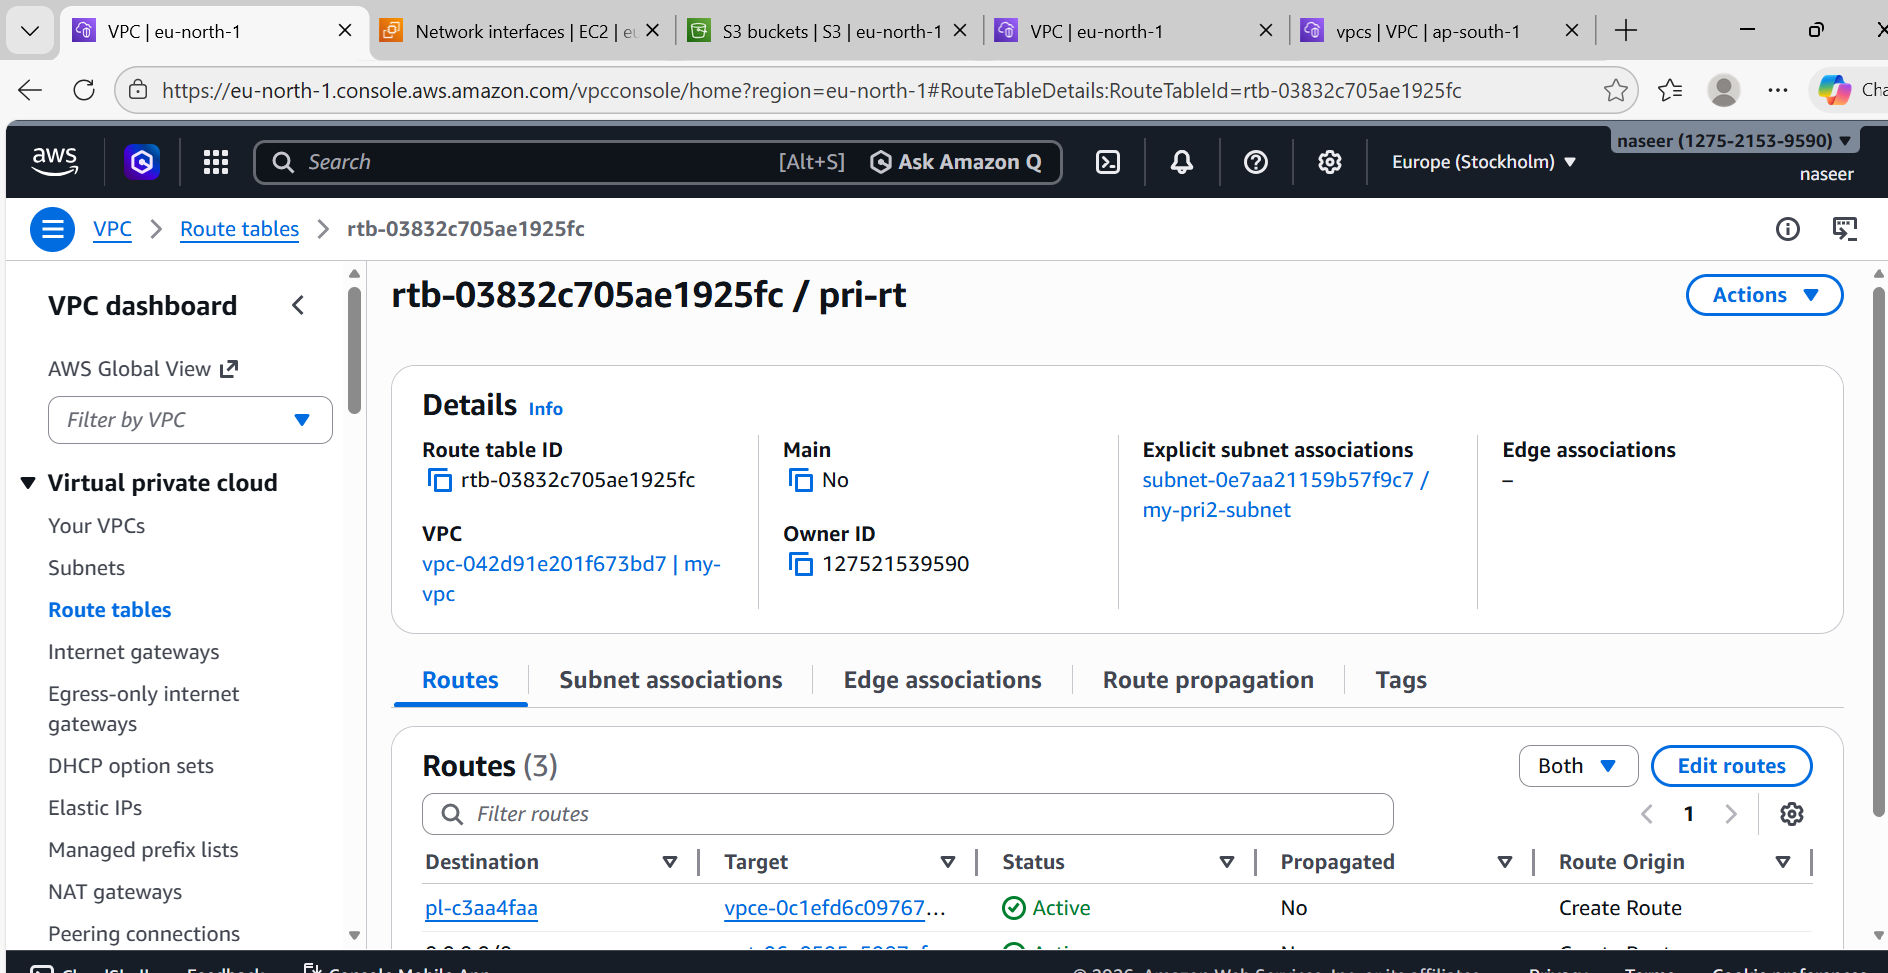 VPC | eu-north-1
Network interfaces | EC2 | eu
S3 buckets | S3 | eu-north-1
VPC | eu-north-1
vpcs | VPC | ap-south-1
https://eu-north-1.console.aws.amazon.com/vpcconsole/home?region=eu-north-1#RouteTableDetails:RouteTableId=rtb-03832c705ae1925fc
Cha
aws
Search [Alt+S] Ask Amazon Q
Europe (Stockholm)
naseer (1275-2153-9590)
naseer
VPC
Route tables
rtb-03832c705ae1925fc
VPC dashboard
AWS Global View
Filter by VPC
Virtual private cloud
Your VPCs
Subnets
Route tables
Internet gateways
Egress-only internet
gateways
DHCP option sets
Elastic IPs
Managed prefix lists
NAT gateways
Peering connections
rtb-03832c705ae1925fc / pri-rt
Actions
Details Info
Route table ID
rtb-03832c705ae1925fc
VPC
vpc-042d91e201f673bd7 | my-
vpc
Main
No
Owner ID
127521539590
Explicit subnet associations
subnet-0e7aa21159b57f9c7 /
my-pri2-subnet
Edge associations
–
Routes
Subnet associations
Edge associations
Route propagation
Tags
Routes (3)
Both
Edit routes
Filter routes
1
Destination Target Status Propagated Route Origin
pl-c3aa4faa vpce-0c1efd6c09767... Active No Create Route